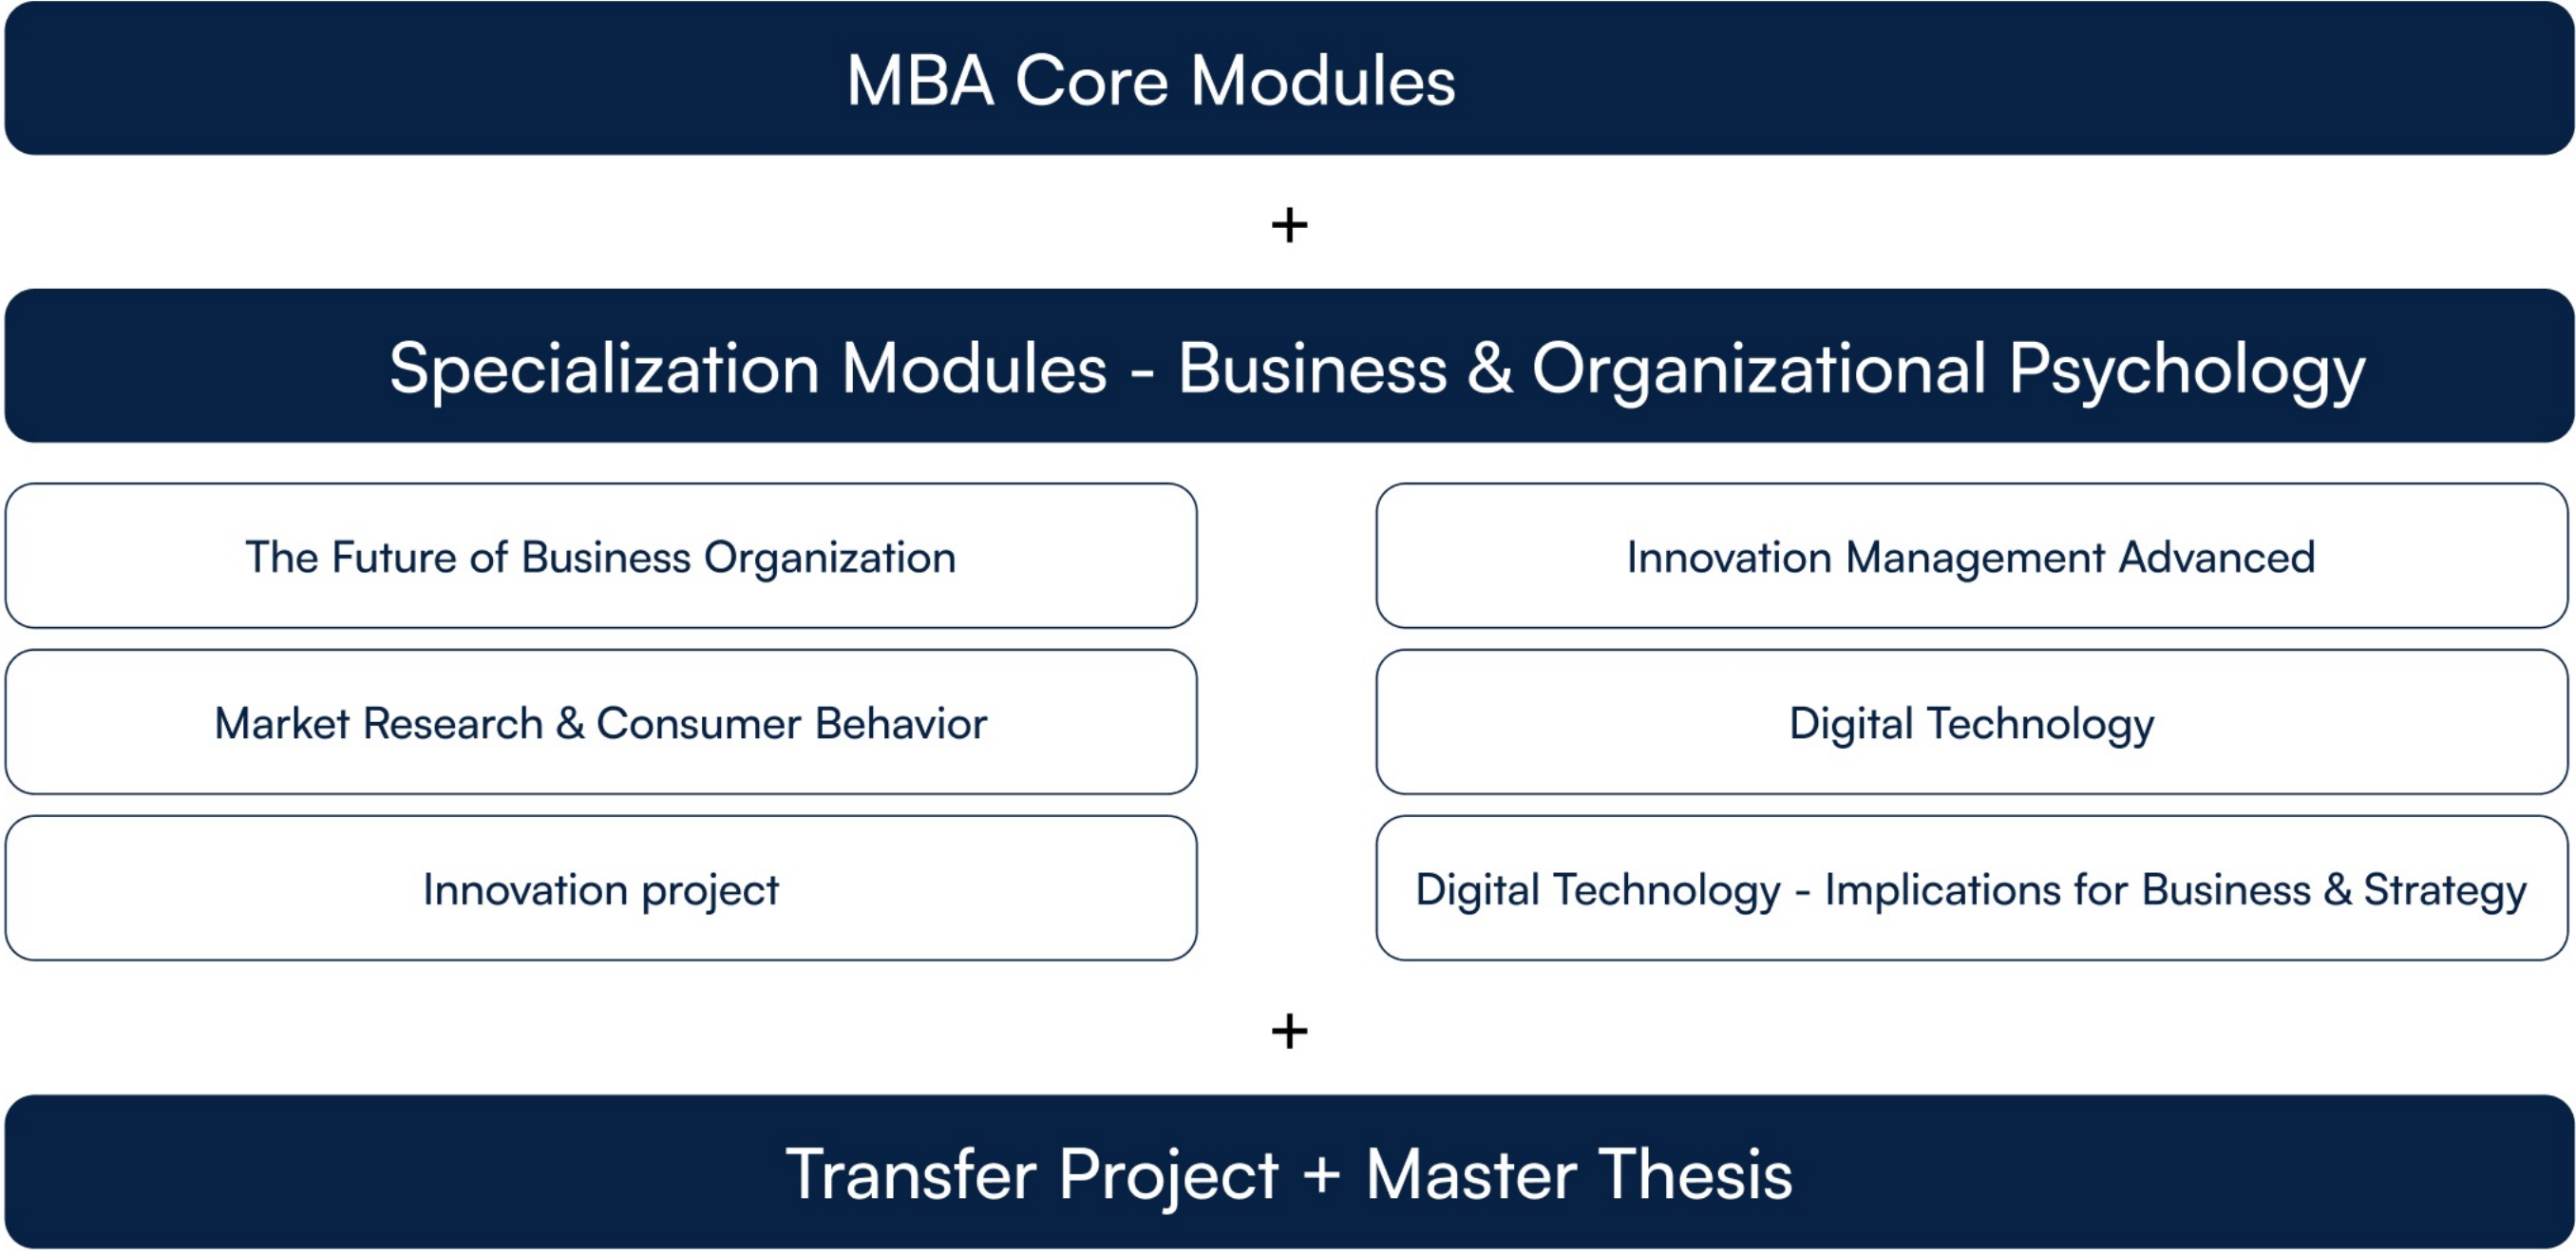 MBA Core Modules
+
Specialization Modules - Business & Organizational Psychology
The Future of Business Organization
Innovation Management Advanced
Market Research & Consumer Behavior
Digital Technology
Innovation project
Digital Technology - Implications for Business & Strategy
+
Transfer Project + Master Thesis